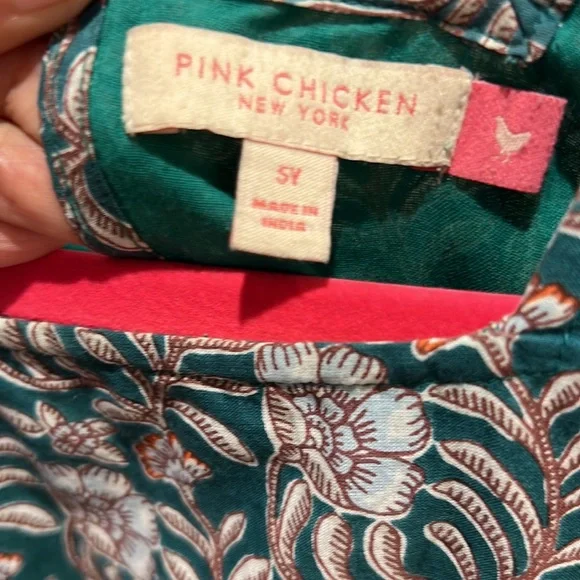 PINK CHICKEN
NEW YORK
5Y
MADE IN
INDIA